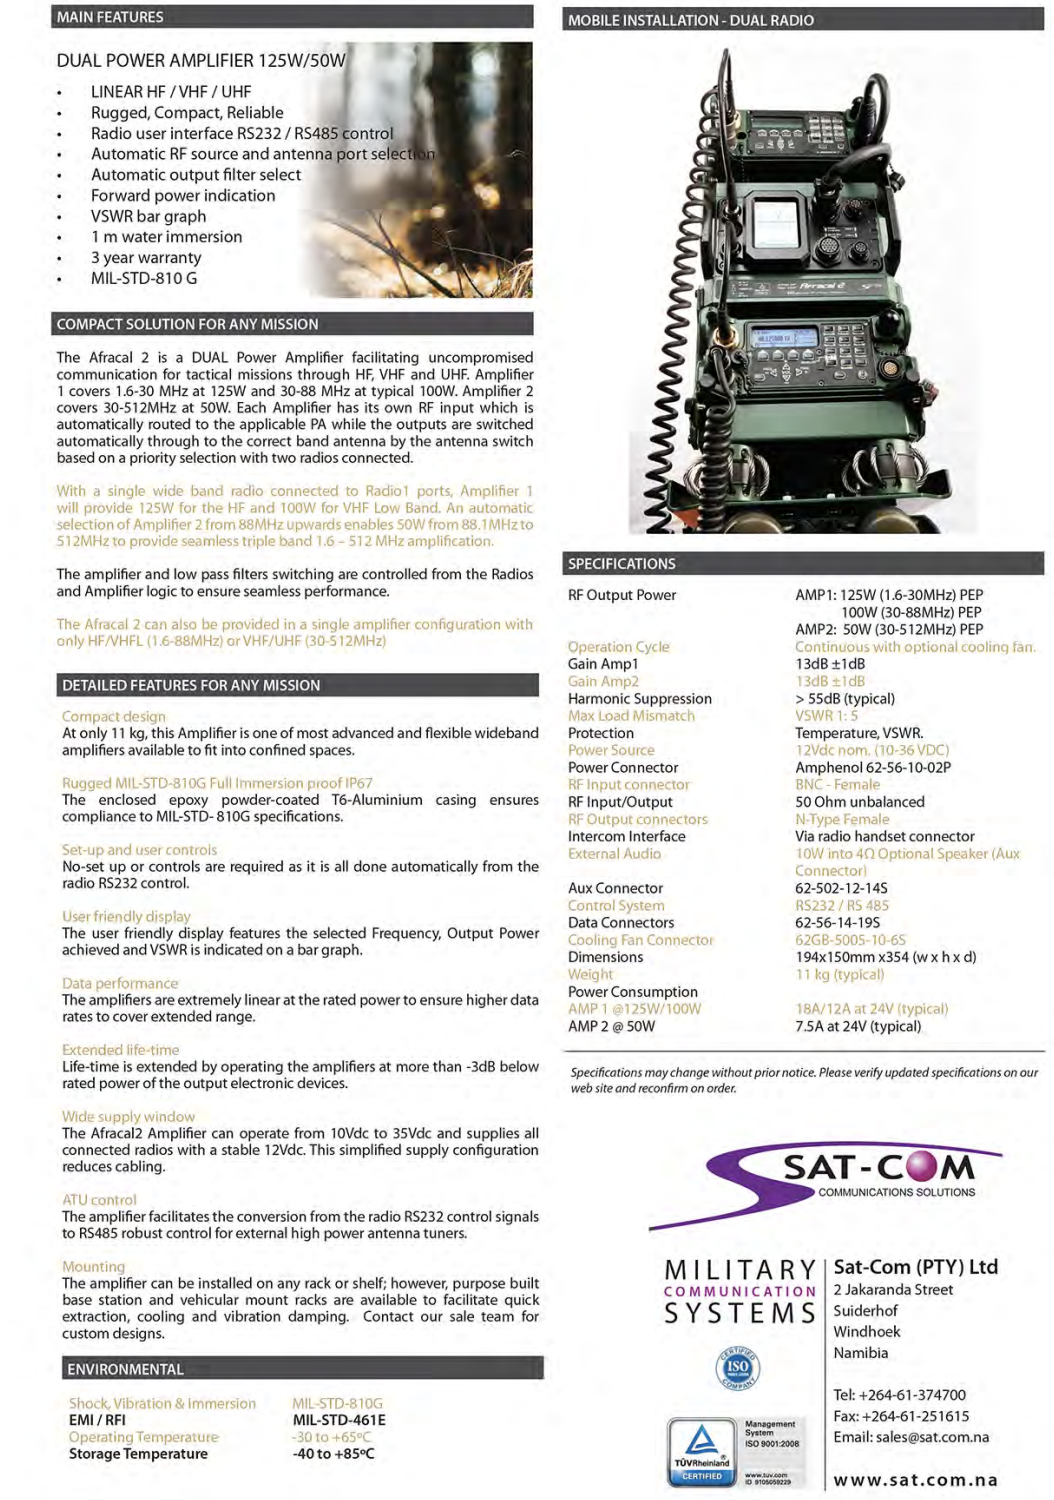 MAIN FEATURES
DUAL POWER AMPLIFIER 125W/50W
• LINEAR HF / VHF / UHF
• Rugged, Compact, Reliable
• Radio user interface RS232 / RS485 control
• Automatic RF source and antenna port selection
• Automatic output filter select
• Forward power indication
• VSWR bar graph
• 1 m water immersion
• 3 year warranty
• MIL-STD-810 G
COMPACT SOLUTION FOR ANY MISSION
The Afracal 2 is a DUAL Power Amplifier facilitating uncompromised
communication for tactical missions through HF, VHF and UHF. Amplifier
1 covers 1.6-30 MHz at 125W and 30-88 MHz at typical 100W. Amplifier 2
covers 30-512MHz at 50W. Each Amplifier has its own RF input which is
automatically routed to the applicable PA while the outputs are switched
automatically through to the correct band antenna by the antenna switch
based on a priority selection with two radios connected.
With a single wide band radio connected to Radio1 ports, Amplifier 1
will provide 125W for the HF and 100W for VHF Low Band. An automatic
selection of Amplifier 2 from 88MHz upwards enables 50W from 88.1MHz to
512MHz to provide seamless triple band 1.6 – 512 MHz amplification.
The amplifier and low pass filters switching are controlled from the Radios
and Amplifier logic to ensure seamless performance.
The Afracal 2 can also be provided in a single amplifier configuration with
only HF/VHFL (1.6-88MHz) or VHF/UHF (30-512MHz)
DETAILED FEATURES FOR ANY MISSION
Compact design
At only 11 kg, this Amplifier is one of most advanced and flexible wideband
amplifiers available to fit into confined spaces.
Rugged MIL-STD-810G Full Immersion proof IP67
The enclosed epoxy powder-coated T6-Aluminium casing ensures
compliance to MIL-STD- 810G specifications.
Set-up and user controls
No-set up or controls are required as it is all done automatically from the
radio RS232 control.
User friendly display
The user friendly display features the selected Frequency, Output Power
achieved and VSWR is indicated on a bar graph.
Data performance
The amplifiers are extremely linear at the rated power to ensure higher data
rates to cover extended range.
Extended life-time
Life-time is extended by operating the amplifiers at more than -3dB below
rated power of the output electronic devices.
Wide supply window
The Afracal2 Amplifier can operate from 10Vdc to 35Vdc and supplies all
connected radios with a stable 12Vdc. This simplified supply configuration
reduces cabling.
ATU control
The amplifier facilitates the conversion from the radio RS232 control signals
to RS485 robust control for external high power antenna tuners.
Mounting
The amplifier can be installed on any rack or shelf; however, purpose built
base station and vehicular mount racks are available to facilitate quick
extraction, cooling and vibration damping. Contact our sale team for
custom designs.
ENVIRONMENTAL
Shock, Vibration & Immersion MIL-STD-810G
EMI / RFI MIL-STD-461E
Operating Temperature -30 to +65ºC
Storage Temperature -40 to +85ºC
MOBILE INSTALLATION - DUAL RADIO
Afracal 2
SPECIFICATIONS
RF Output Power AMP1: 125W (1.6-30MHz) PEP
100W (30-88MHz) PEP
AMP2: 50W (30-512MHz) PEP
Operation Cycle Continuous with optional cooling fan.
Gain Amp1 13dB ±1dB
Gain Amp2 13dB ±1dB
Harmonic Suppression > 55dB (typical)
Max Load Mismatch VSWR 1: 5
Protection Temperature, VSWR.
Power Source 12Vdc nom. (10-36 VDC)
Power Connector Amphenol 62-56-10-02P
RF Input connector BNC - Female
RF Input/Output 50 Ohm unbalanced
RF Output connectors N-Type Female
Intercom Interface Via radio handset connector
External Audio 10W into 4Ω Optional Speaker (Aux
Connector)
Aux Connector 62-502-12-14S
Control System RS232 / RS 485
Data Connectors 62-56-14-19S
Cooling Fan Connector 62GB-5005-10-6S
Dimensions 194x150mm x354 (w x h x d)
Weight 11 kg (typical)
Power Consumption
AMP 1 @125W/100W 18A/12A at 24V (typical)
AMP 2 @ 50W 7.5A at 24V (typical)
Specifications may change without prior notice. Please verify updated specifications on our
web site and reconfirm on order.
SAT-COM
COMMUNICATIONS SOLUTIONS
MILITARY
COMMUNICATION
SYSTEMS
CERTIFIED
ISO
COMPANY
TÜVRheinland
CERTIFIED
Management
System
ISO 9001:2008
www.tuv.com
ID 9105059229
Sat-Com (PTY) Ltd
2 Jakaranda Street
Suiderhof
Windhoek
Namibia
Tel: +264-61-374700
Fax: +264-61-251615
Email: sales@sat.com.na
www.sat.com.na